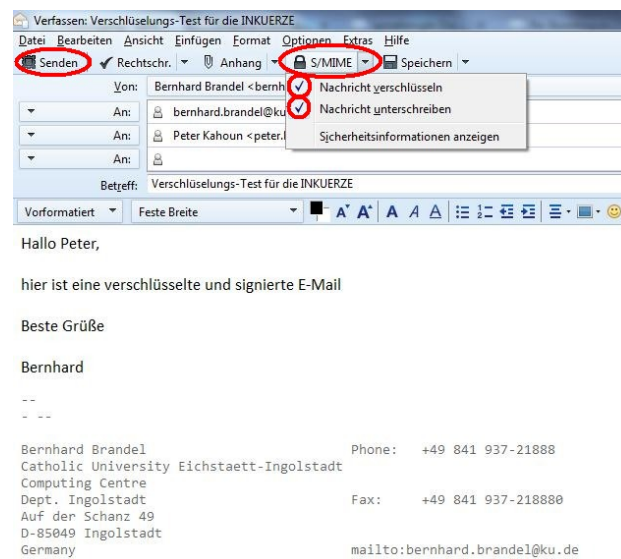 Verfassen: Verschlüselungs-Test für die INKUERZE
Datei Bearbeiten Ansicht Einfügen Format Optionen Extras Hilfe
Senden Rechtschr. Anhang S/MIME Speichern
Von: Bernhard Brandel <bernh
Nachricht verschlüsseln
An: bernhard.brandel@ku
Nachricht unterschreiben
An: Peter Kahoun <peter.
Sicherheitsinformationen anzeigen
An:
Betreff: Verschlüselungs-Test für die INKUERZE
Vorformatiert Feste Breite
Hallo Peter,
hier ist eine verschlüsselte und signierte E-Mail
Beste Grüße
Bernhard
--
- --
Bernhard Brandel Phone: +49 841 937-21888
Catholic University Eichstaett-Ingolstadt
Computing Centre
Dept. Ingolstadt Fax: +49 841 937-218880
Auf der Schanz 49
D-85049 Ingolstadt
Germany mailto:bernhard.brandel@ku.de